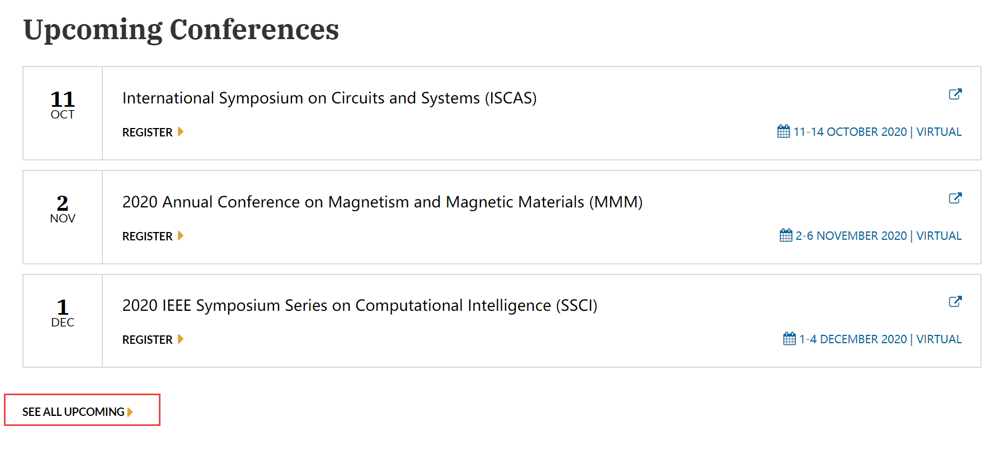 Upcoming Conferences
11
OCT
International Symposium on Circuits and Systems (ISCAS)
REGISTER
11-14 OCTOBER 2020 | VIRTUAL
2
NOV
2020 Annual Conference on Magnetism and Magnetic Materials (MMM)
REGISTER
2-6 NOVEMBER 2020 | VIRTUAL
1
DEC
2020 IEEE Symposium Series on Computational Intelligence (SSCI)
REGISTER
1-4 DECEMBER 2020 | VIRTUAL
SEE ALL UPCOMING